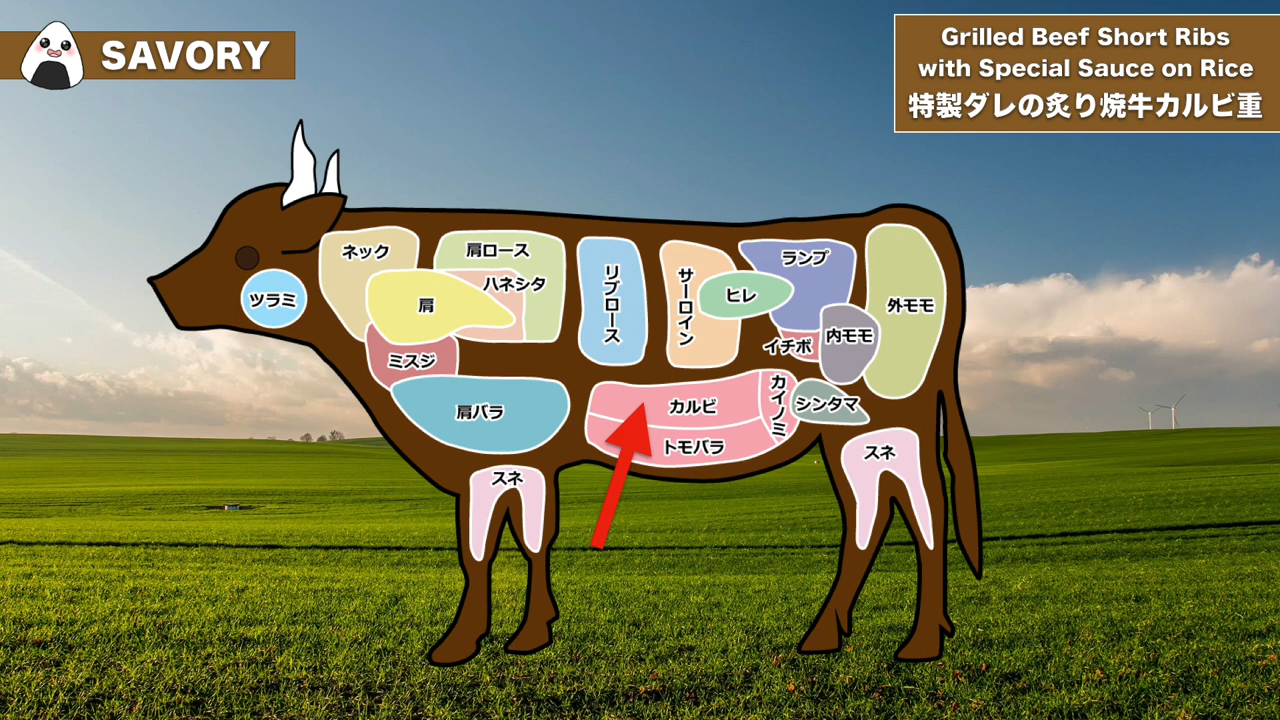 SAVORY
Grilled Beef Short Ribs
with Special Sauce on Rice
特製ダレの炙り焼牛カルビ重
ネック
肩ロース
ハネシタ
リブロース
サーロイン
ランプ
ツラミ
肩
ヒレ
外モモ
内モモ
イチボ
ミスジ
肩バラ
カルビ
カイノミ
シンタマ
トモバラ
スネ
スネ